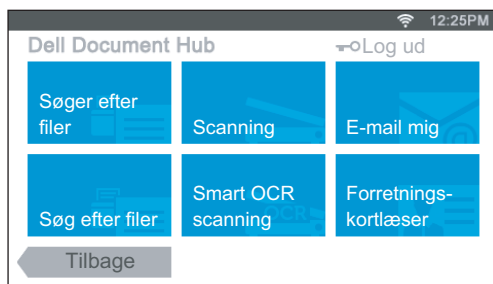 12:25PM
Dell Document Hub
Log ud
Søger efter
filer
Scanning
E-mail mig
Søg efter filer
Smart OCR
scanning
Forretnings-
kortlæser
Tilbage